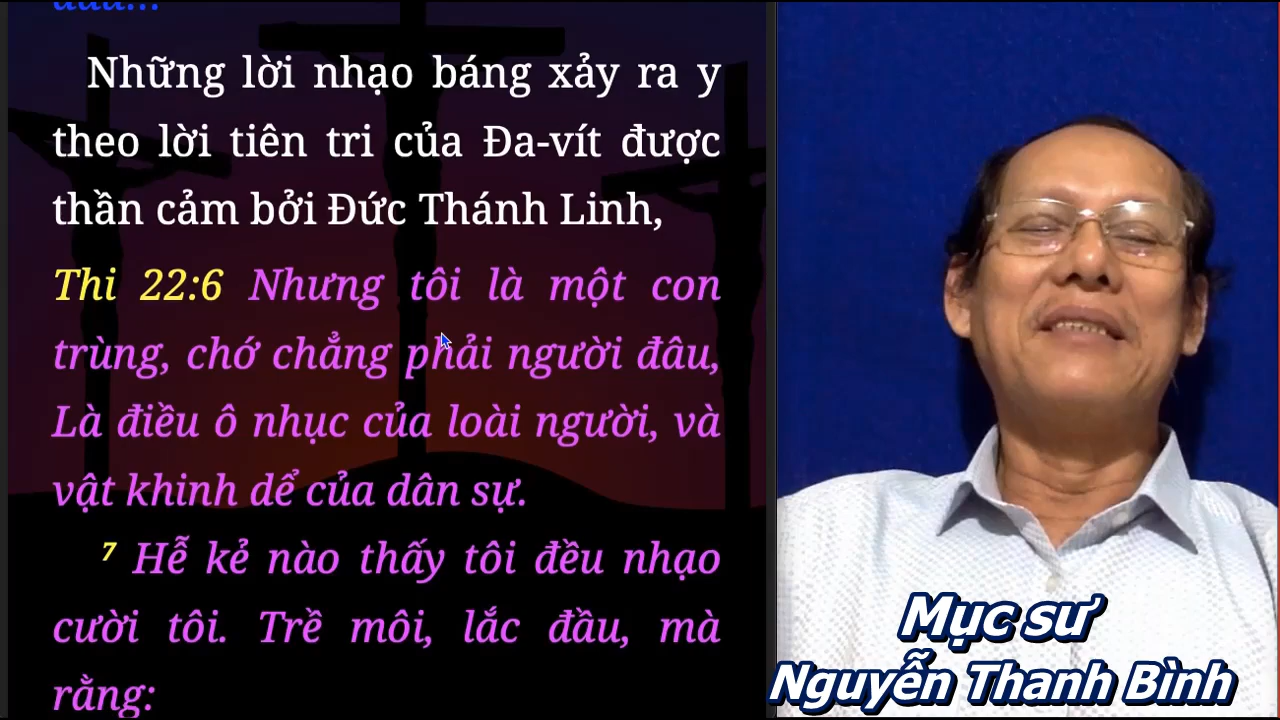 Những lời nhạo báng xảy ra y
theo lời tiên tri của Đa-vít được
thần cảm bởi Đức Thánh Linh,
Thi 22:6 Nhưng tôi là một con
trùng, chớ chẳng phải người đâu,
Là điều ô nhục của loài người, và
vật khinh dể của dân sự.
7 Hễ kẻ nào thấy tôi đều nhạo
cười tôi. Trề môi, lắc đầu, mà
rằng:
Mục sư
Nguyễn Thanh Bình